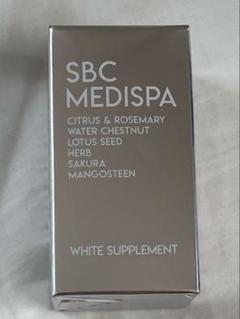 SBC
MEDISPA
CITRUS & ROSEMARY
WATER CHESTNUT
LOTUS SEED
HERB
SAKURA
MANGOSTEEN
WHITE SUPPLEMENT